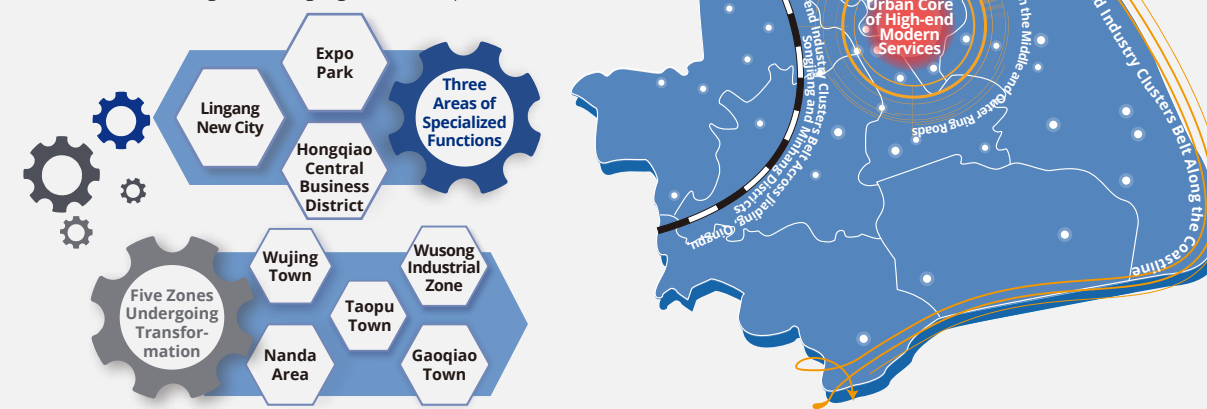 Expo
Park
Lingang
New City
Hongqiao
Central
Business
District
Three
Areas of
Specialized
Functions
Five Zones
Undergoing
Transfor-
mation
Wujing
Town
Wusong
Industrial
Zone
Taopu
Town
Nanda
Area
Gaoqiao
Town
Urban Core
of High-end
Modern
Services
Industry Clusters Belt Across Jiading, Qingpu,
Songjiang and Minhang Districts
the Middle and Outer Ring Roads
Industry Clusters Belt Along the Coastline